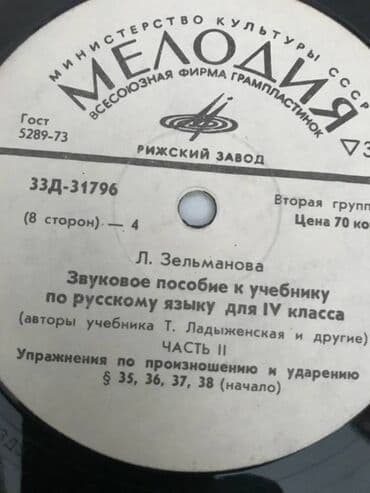 МИНИСТЕРСТВО КУЛЬТУРЫ СССР
МЕЛОДИЯ
ВСЕСОЮЗНАЯ ФИРМА ГРАМПЛАСТИНОК
Гост
5289-73
РИЖСКИЙ ЗАВОД
33Д-31796
Вторая групп
(8 сторон) — 4
Цена 70 ко
Л. Зельманова
Звуковое пособие к учебнику
по русскому языку для IV класса
(авторы учебника Т. Ладыженская и другие)
ЧАСТЬ II
Упражнения по произношению и ударению
§ 35, 36, 37, 38 (начало)